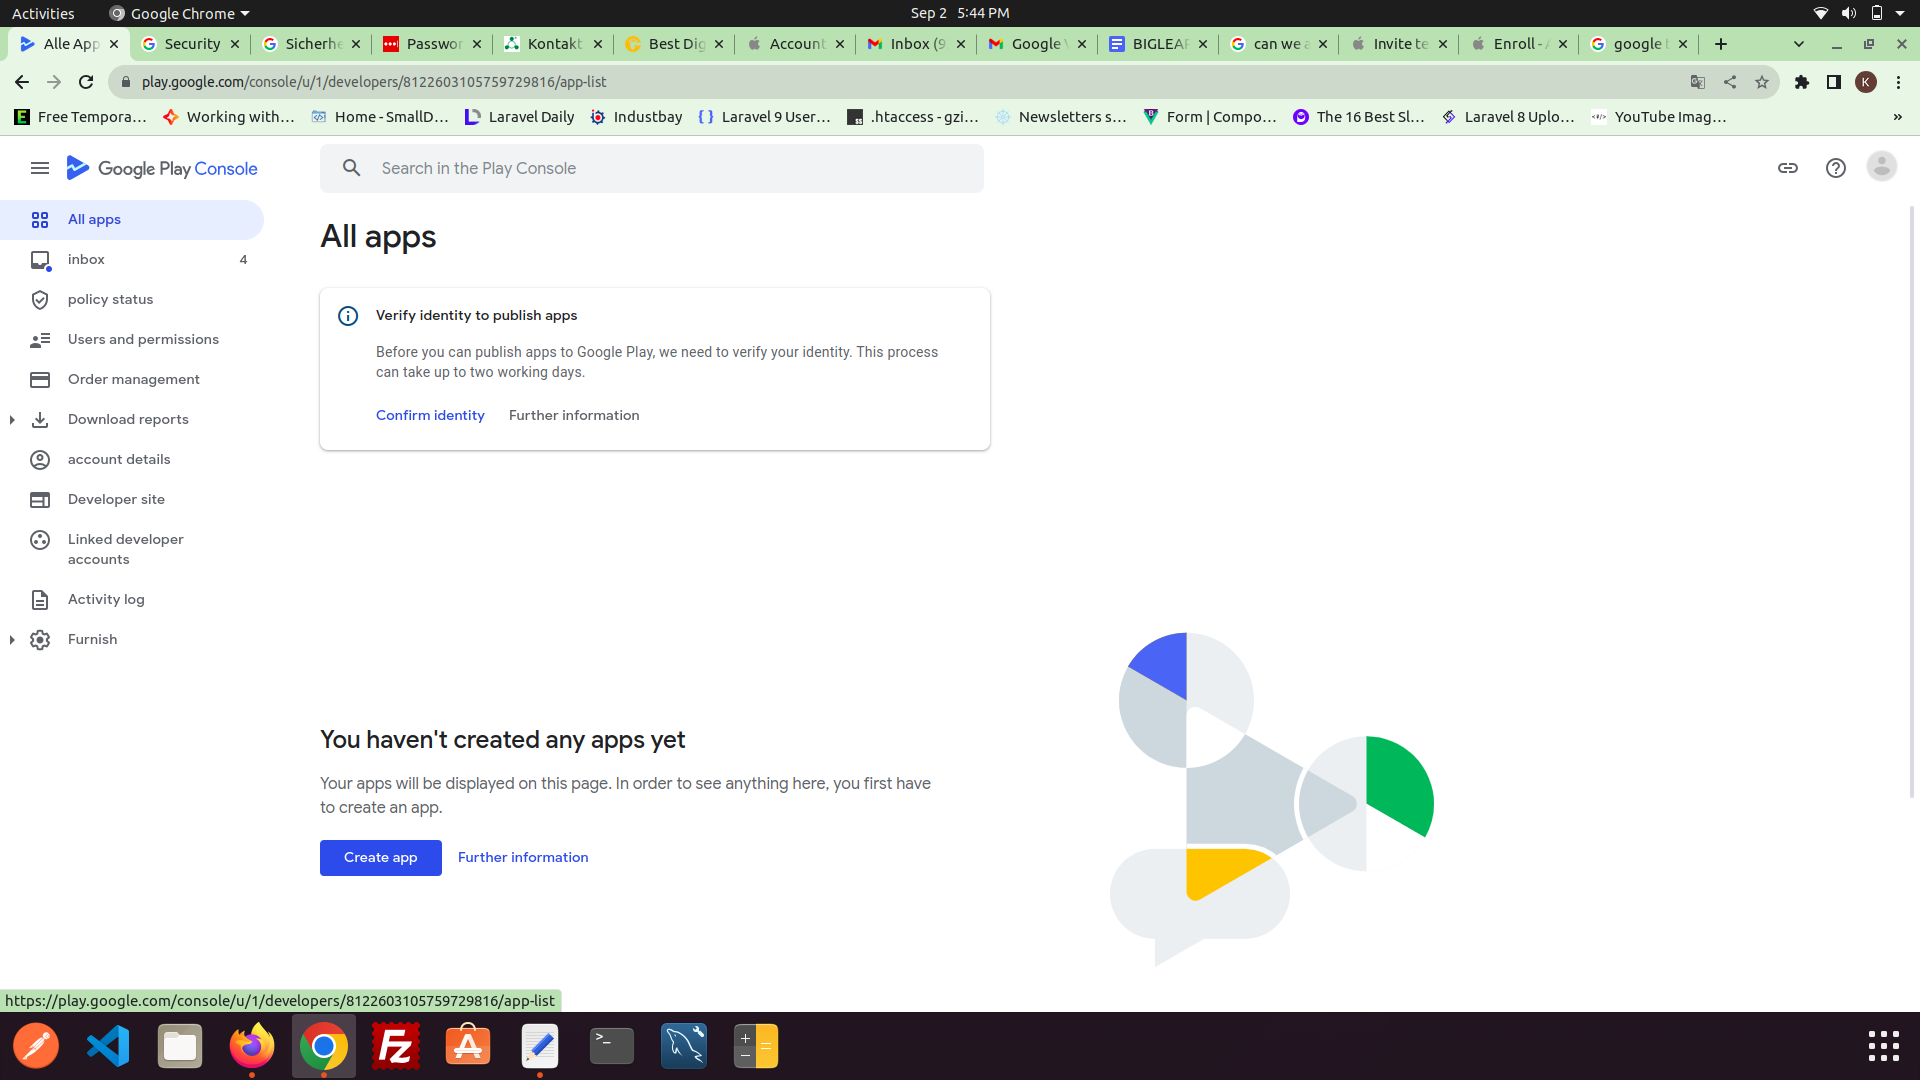 Activities
Google Chrome
Sep 2 5:44 PM
Alle App
Security
Sicherhe
Passwor
Kontakt
Best Dig
Account
Inbox (9
Google V
BIGLEAP
can we a
Invite te
Enroll - A
google b
play.google.com/console/u/1/developers/8122603105759729816/app-list
K
Free Tempora...
Working with...
Home - SmallD...
Laravel Daily
Industbay
Laravel 9 User...
.htaccess - gzi...
Newsletters s...
Form | Compo...
The 16 Best Sl...
Laravel 8 Uplo...
YouTube Imag...
»
Google Play Console
Search in the Play Console
All apps
inbox 4
policy status
Users and permissions
Order management
Download reports
account details
Developer site
Linked developer
accounts
Activity log
Furnish
All apps
Verify identity to publish apps
Before you can publish apps to Google Play, we need to verify your identity. This process
can take up to two working days.
Confirm identity Further information
You haven't created any apps yet
Your apps will be displayed on this page. In order to see anything here, you first have
to create an app.
Create app Further information
https://play.google.com/console/u/1/developers/8122603105759729816/app-list